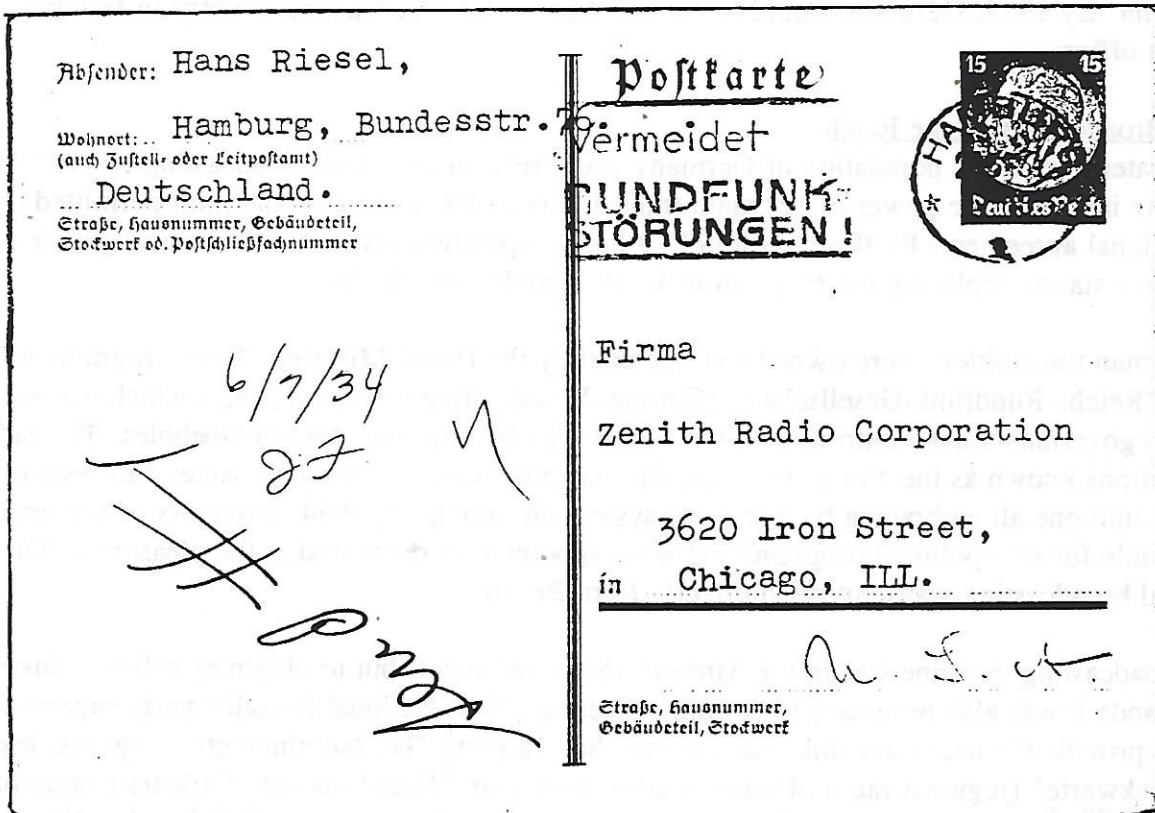 Absender: Hans Riesel,
Wohnort: Hamburg, Bundesstr.76.
(auch Zustell- oder Leitpostamt)
Deutschland.
Straße, Hausnummer, Gebäudeteil,
Stockwerk od. Postschließfachnummer
6/7/34
Postkarte
Vermeidet
RUNDFUNK-
STÖRUNGEN!
15 15
Deutsches Reich
HA
Firma
Zenith Radio Corporation
3620 Iron Street,
in Chicago, ILL.
Straße, Hausnummer,
Gebäudeteil, Stockwerk